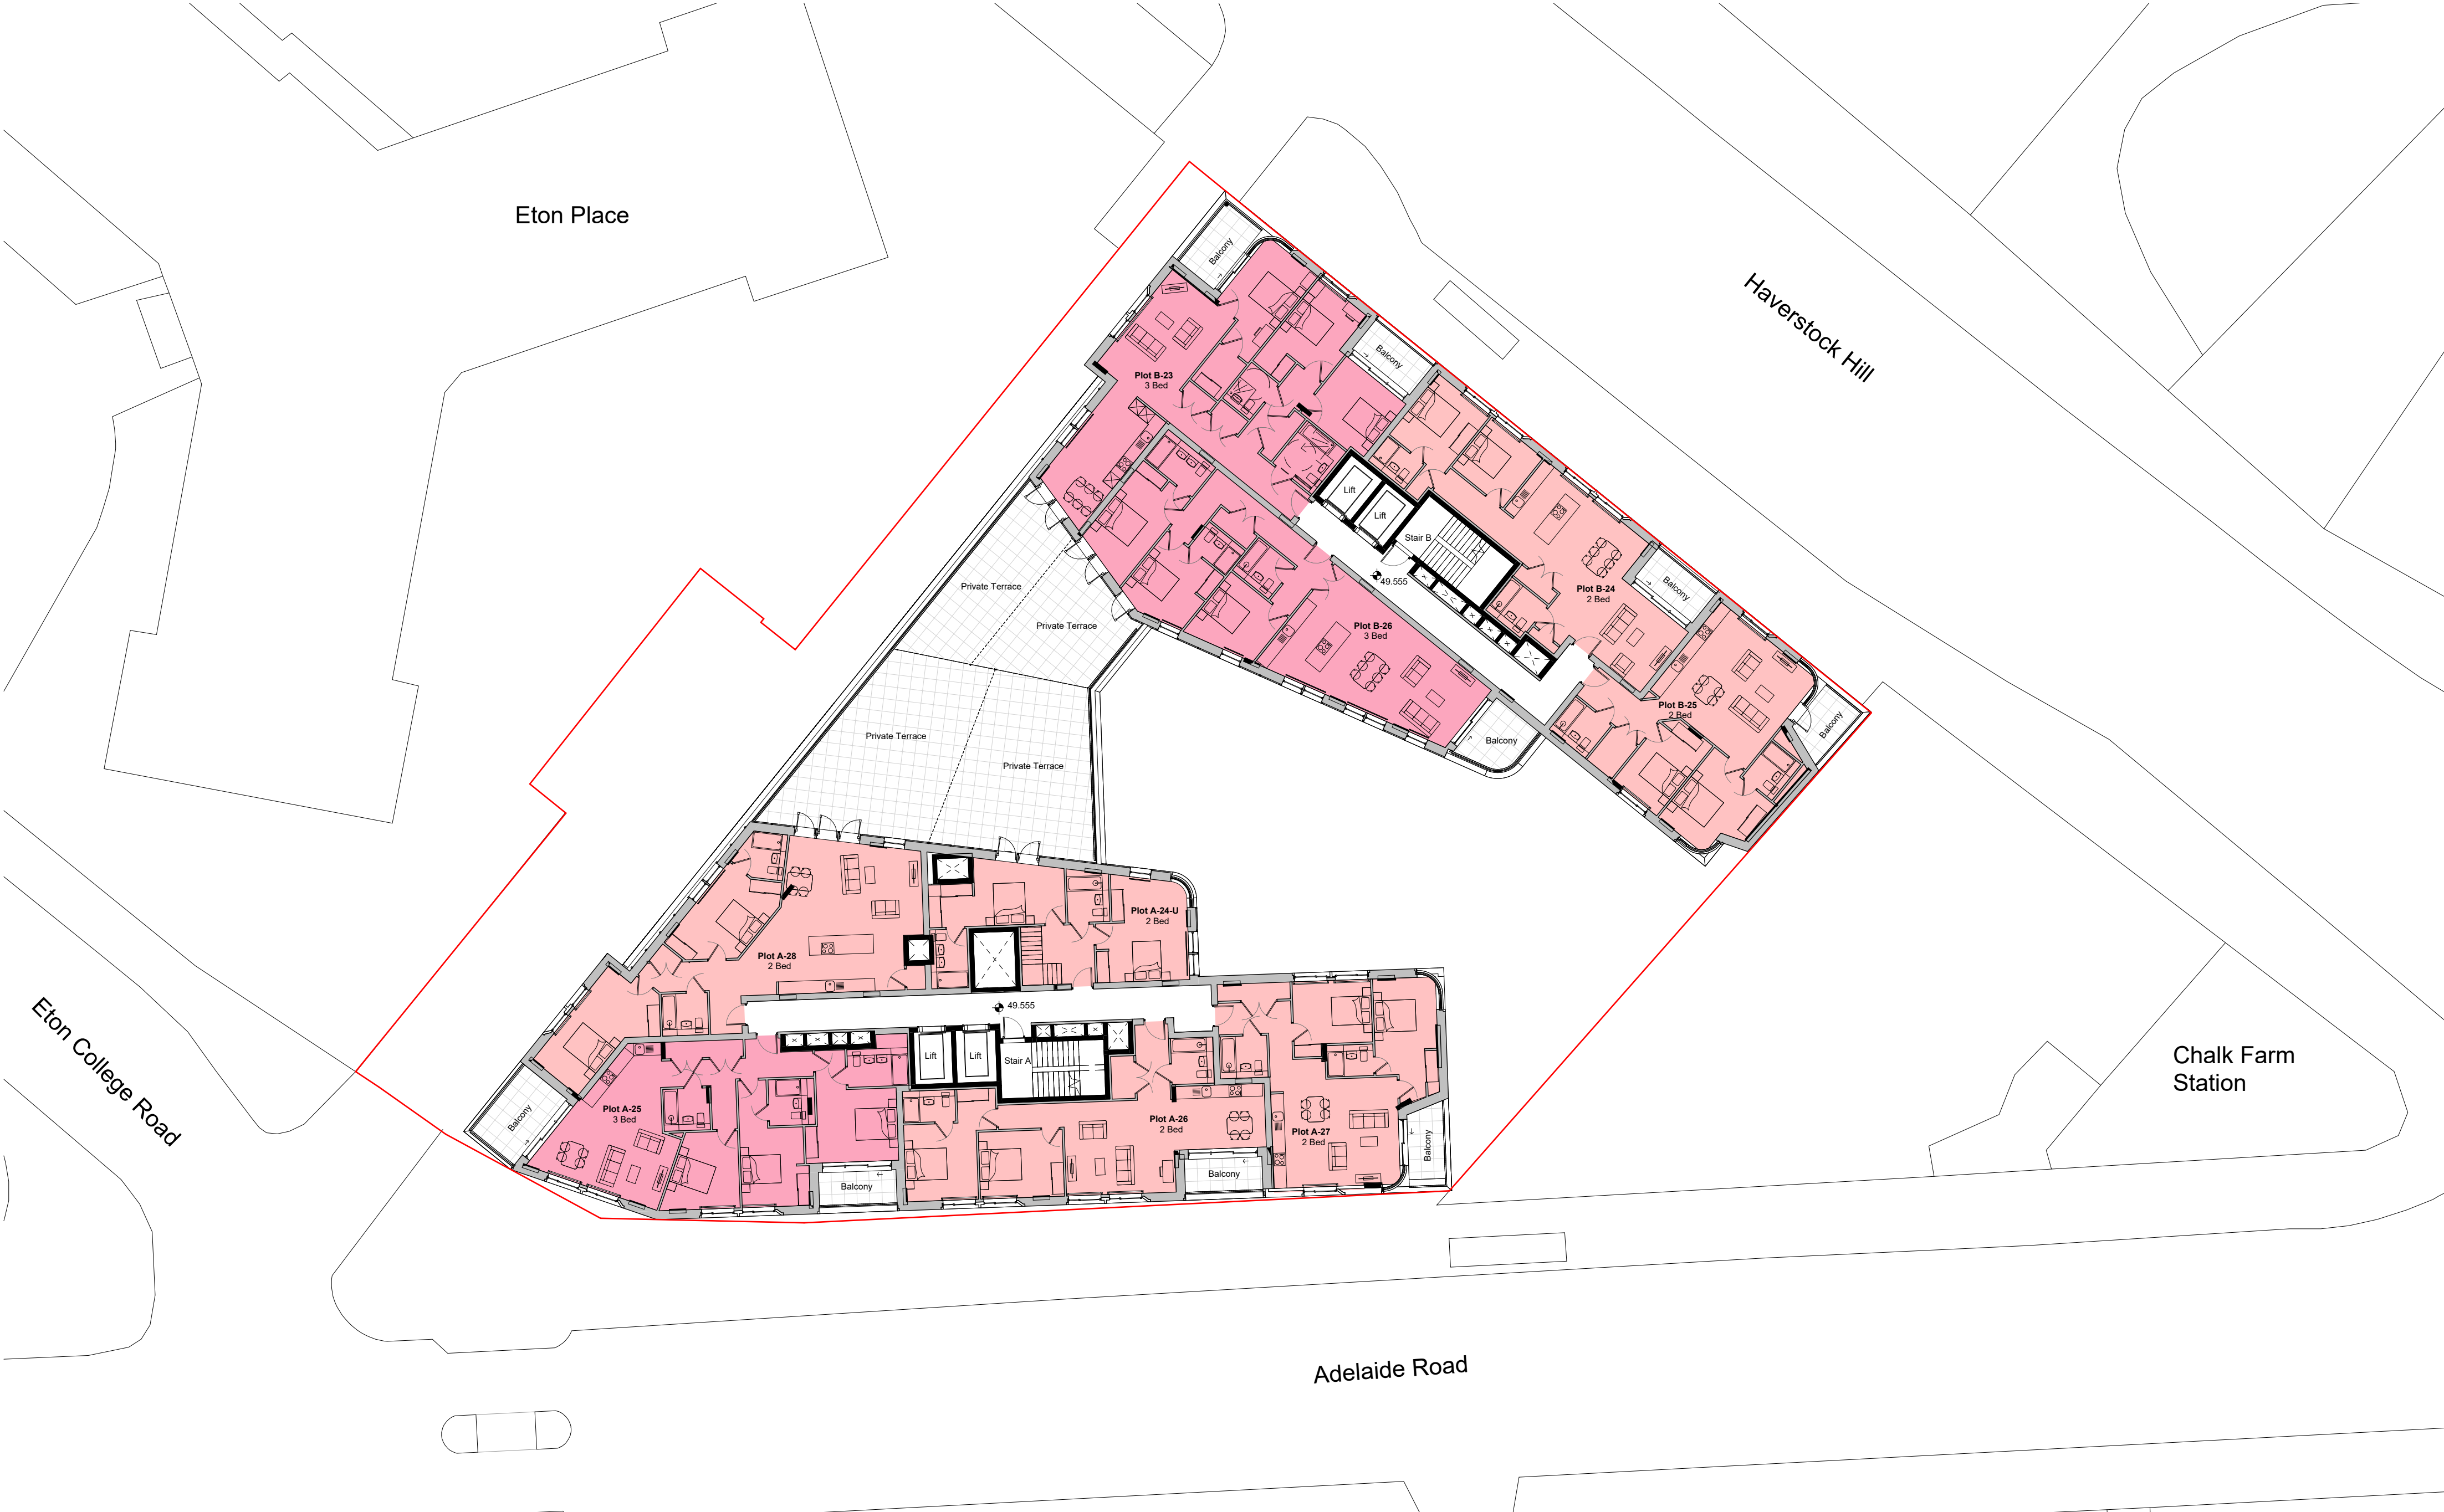 Eton Place
Haverstock Hill
Balcony
Balcony
Plot B-23
3 Bed
Lift
Lift
Stair B
49.555
Plot B-24
2 Bed
Balcony
Private Terrace
Private Terrace
Plot B-26
3 Bed
Plot B-25
2 Bed
Balcony
Balcony
Private Terrace
Private Terrace
Plot A-24-U
2 Bed
Plot A-28
2 Bed
49.555
Eton College Road
Lift
Lift
Stair A
Chalk Farm
Station
Balcony
Plot A-25
3 Bed
Plot A-26
2 Bed
Plot A-27
2 Bed
Balcony
Balcony
Balcony
Adelaide Road